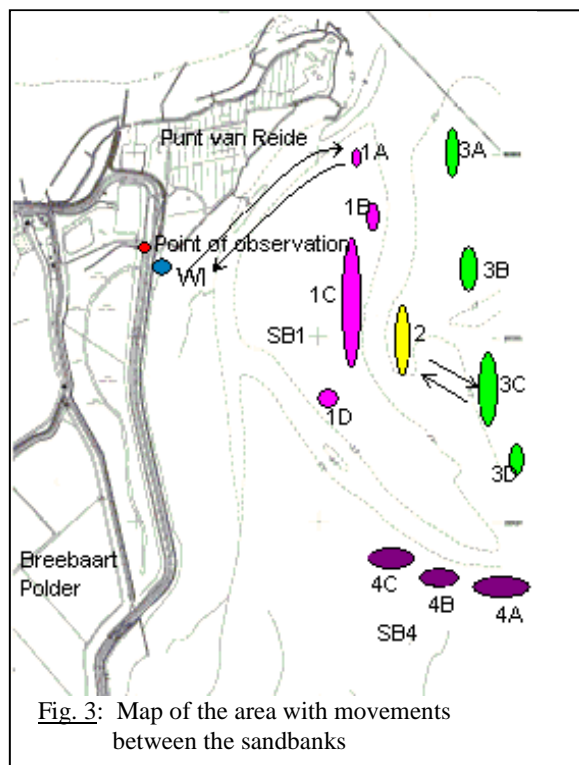 Punt van Reide
1A
3A
1B
Point of observation
WI
3B
1C
SB1
2
3C
1D
3D
Breebaart
Polder
4C
4B
4A
SB4
Fig. 3: Map of the area with movements
between the sandbanks